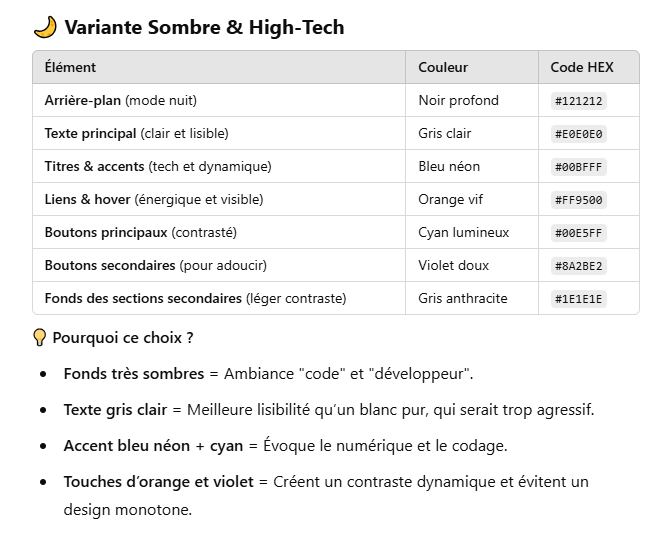 🌙 Variante Sombre & High-Tech
Élément Couleur Code HEX
Arrière-plan (mode nuit) Noir profond #121212
Texte principal (clair et lisible) Gris clair #E0E0E0
Titres & accents (tech et dynamique) Bleu néon #00BFFF
Liens & hover (énergique et visible) Orange vif #FF9500
Boutons principaux (contrasté) Cyan lumineux #00E5FF
Boutons secondaires (pour adoucir) Violet doux #8A2BE2
Fonds des sections secondaires (léger contraste) Gris anthracite #1E1E1E
💡 Pourquoi ce choix ?
• Fonds très sombres = Ambiance "code" et "développeur".
• Texte gris clair = Meilleure lisibilité qu’un blanc pur, qui serait trop agressif.
• Accent bleu néon + cyan = Évoque le numérique et le codage.
• Touches d’orange et violet = Créent un contraste dynamique et évitent un
design monotone.